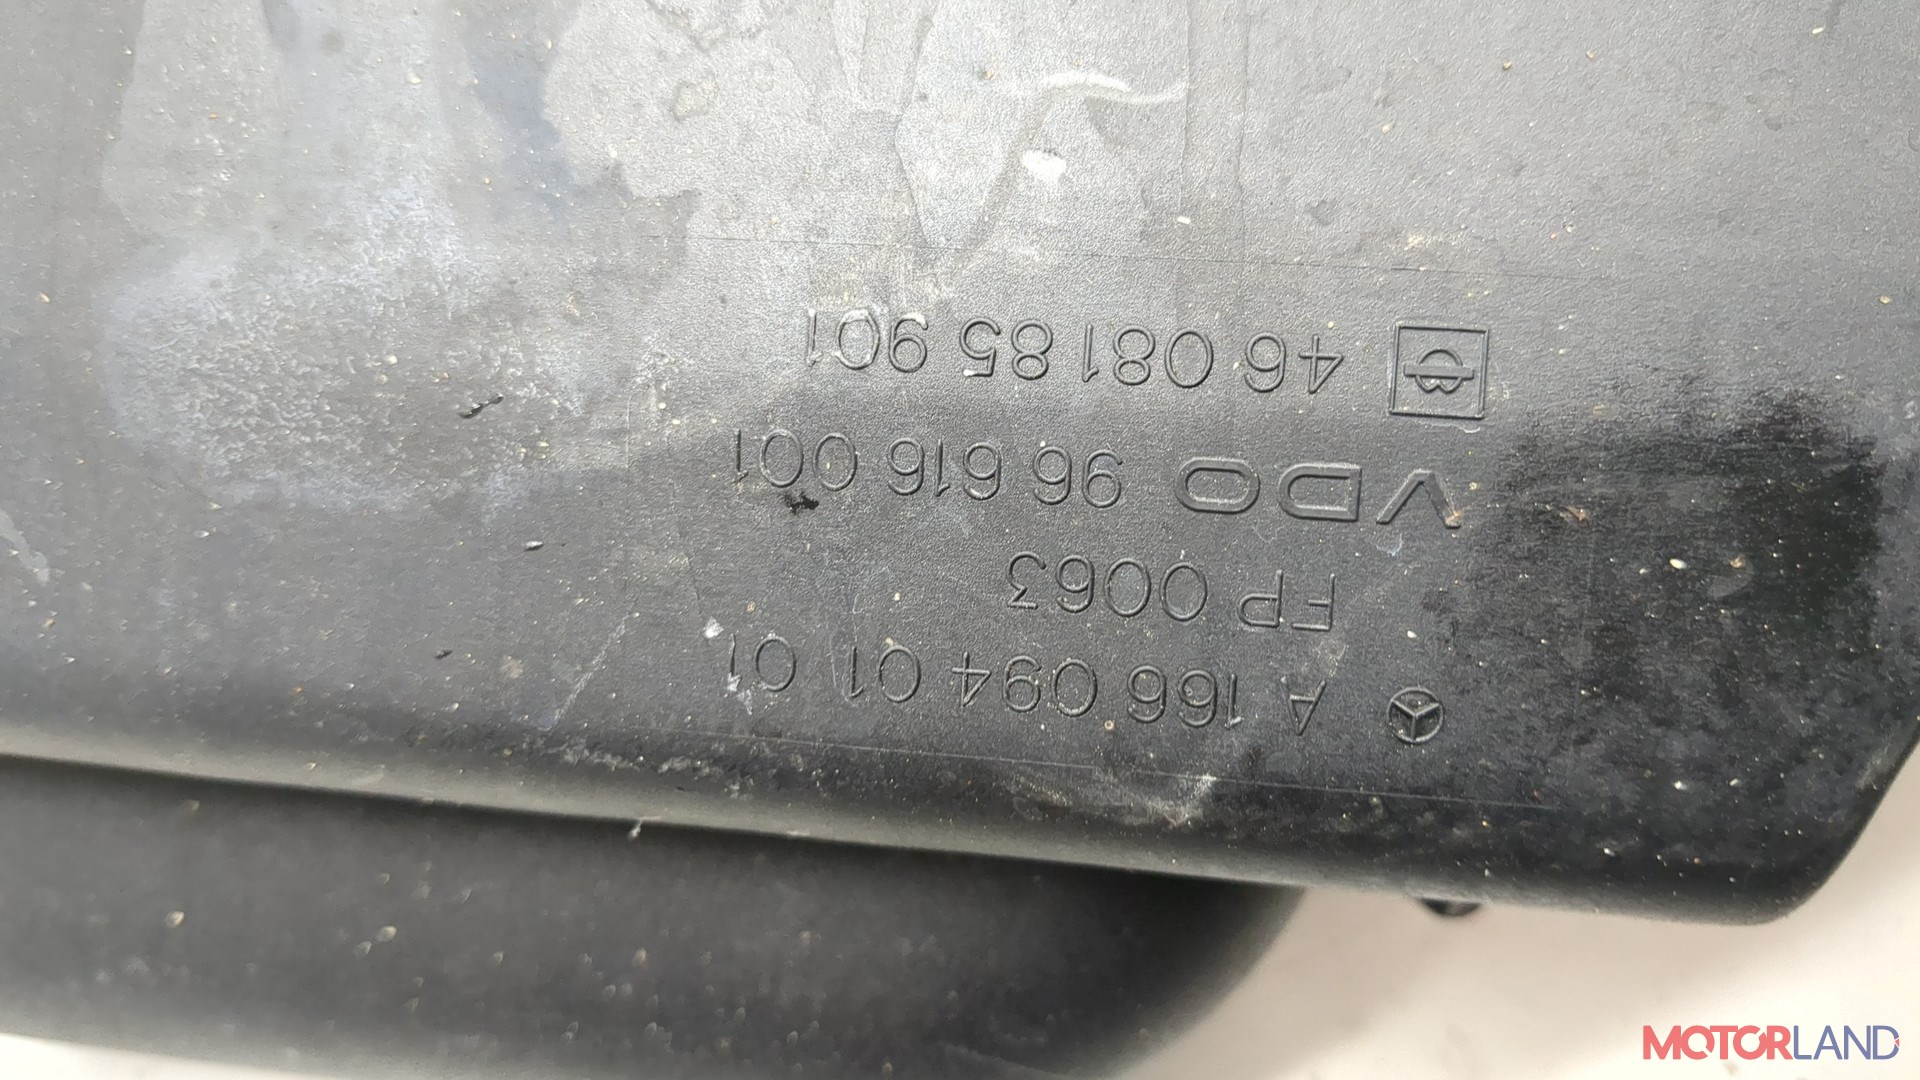 A 166 094 01 01
FP 0063
VDO 96 616 001
46 081 85 901
MOTORLAND